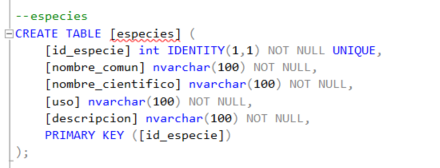 --especies
CREATE TABLE [especies] (
[id_especie] int IDENTITY(1,1) NOT NULL UNIQUE,
[nombre_comun] nvarchar(100) NOT NULL,
[nombre_cientifico] nvarchar(100) NOT NULL,
[uso] nvarchar(100) NOT NULL,
[descripcion] nvarchar(100) NOT NULL,
PRIMARY KEY ([id_especie])
);